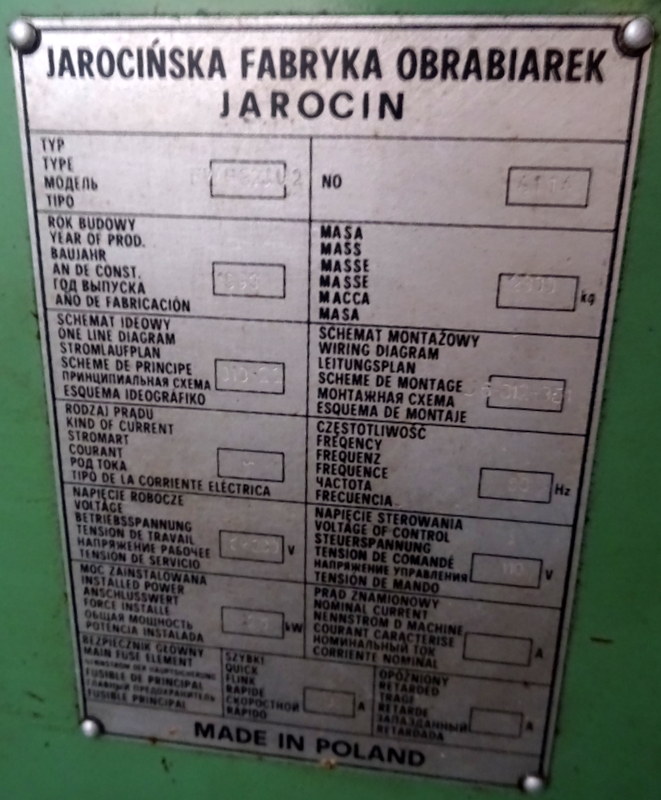 JAROCIŃSKA FABRYKA OBRABIAREK
JAROCIN
TYP
TYPE
МОДЕЛЬ
TIPO
NO
ROK BUDOWY
YEAR OF PROD.
BAUJAHR
AN DE CONST.
ГОД ВЫПУСКА
AÑO DE FABRICACIÓN
MASA
MASS
MASSE
MASSE
МАССА
MASA
kg
SCHEMAT IDEOWY
ONE LINE DIAGRAM
STROMLAUFPLAN
SCHEME DE PRINCIPE
ПРИНЦИПИАЛЬНАЯ СХЕМА
ESQUEMA IDEOGRÁFIKO
SCHEMAT MONTAŻOWY
WIRING DIAGRAM
LEITUNGSPLAN
SCHEME DE MONTAGE
МОНТАЖНАЯ СХЕМА
ESQUEMA DE MONTAJE
RODZAJ PRĄDU
KIND OF CURRENT
STROMART
COURANT
РОД ТОКА
TIPO DE LA CORRIENTE ELÉCTRICA
CZĘSTOTLIWOŚĆ
FREQENCY
FREQUENZ
FREQUENCE
ЧАСТОТА
FRECUENCIA
Hz
NAPIĘCIE ROBOCZE
VOLTAGE
BETRIEBSSPANNUNG
TENSION DE TRAVAIL
НАПРЯЖЕНИЕ РАБОЧЕЕ
TENSION DE SERVICIO
V
NAPIĘCIE STEROWANIA
VOLTAGE OF CONTROL
STEUERSPANNUNG
TENSION DE COMANDÉ
НАПРЯЖЕНИЕ УПРАВЛЕНИЯ
TENSION DE MANDO
110 V
MOC ZAINSTALOWANA
INSTALLED POWER
ANSCHLUSSWERT
FORCE INSTALLE
ОБЩАЯ МОЩНОСТЬ
POTENCIA INSTALADA
kW
PRĄD ZNAMIONOWY
NOMINAL CURRENT
NENNSTROM D MACHINE
COURANT CARACTERISE
НОМИНАЛЬНЫЙ ТОК
CORRIENTE NOMINAL
A
BEZPIECZNIK GŁÓWNY
MAIN FUSE ELEMENT
FUSIBLE DE PRINCIPAL
ГЛАВНЫЙ ПРЕДОХРАНИТЕЛЬ
FUSIBLE PRINCIPAL
SZYBKI
QUICK
FLINK
RAPIDE
СКОРОСТНОЙ
RÁPIDO
A
OPÓŹNIONY
RETARDED
TRÄGE
RETARDE
ЗАПАЗДАННЫЙ
RETARDADA
A
MADE IN POLAND